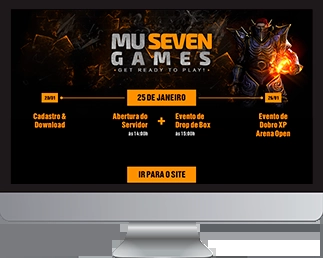 MU SEVEN
GAMES
• GET READY TO PLAY! •
20/01
25 DE JANEIRO
26/01
Cadastro &
Download
Abertura do
Servidor
às 14:00h
+
Evento de
Drop de Box
às 15:00h
Evento de
Dobro XP
Arena Open
IR PARA O SITE